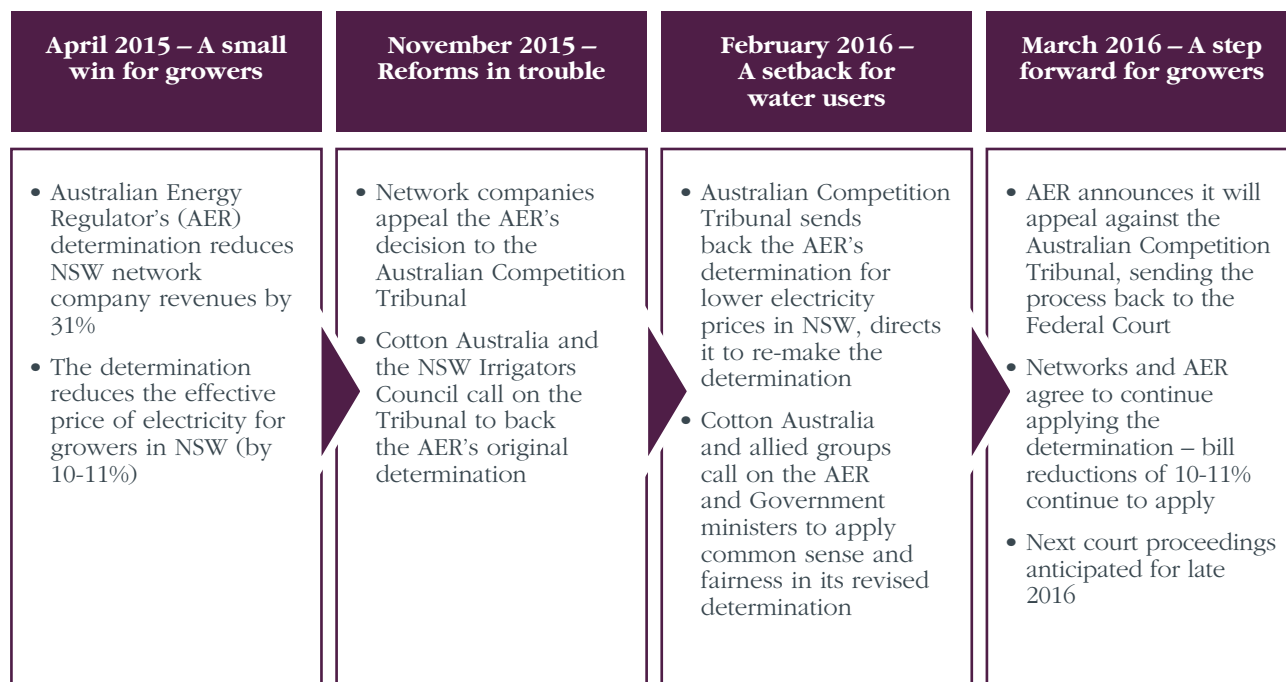 April 2015 – A small
win for growers
• Australian Energy
Regulator's (AER)
determination reduces
NSW network
company revenues by
31%
• The determination
reduces the effective
price of electricity for
growers in NSW (by
10-11%)
November 2015 –
Reforms in trouble
• Network companies
appeal the AER's
decision to the
Australian Competition
Tribunal
• Cotton Australia and
the NSW Irrigators
Council call on the
Tribunal to back
the AER's original
determination
February 2016 –
A setback for
water users
• Australian Competition
Tribunal sends
back the AER's
determination for
lower electricity
prices in NSW, directs
it to re-make the
determination
• Cotton Australia
and allied groups
call on the AER
and Government
ministers to apply
common sense and
fairness in its revised
determination
March 2016 – A step
forward for growers
• AER announces it will
appeal against the
Australian Competition
Tribunal, sending the
process back to the
Federal Court
• Networks and AER
agree to continue
applying the
determination – bill
reductions of 10-11%
continue to apply
• Next court proceedings
anticipated for late
2016